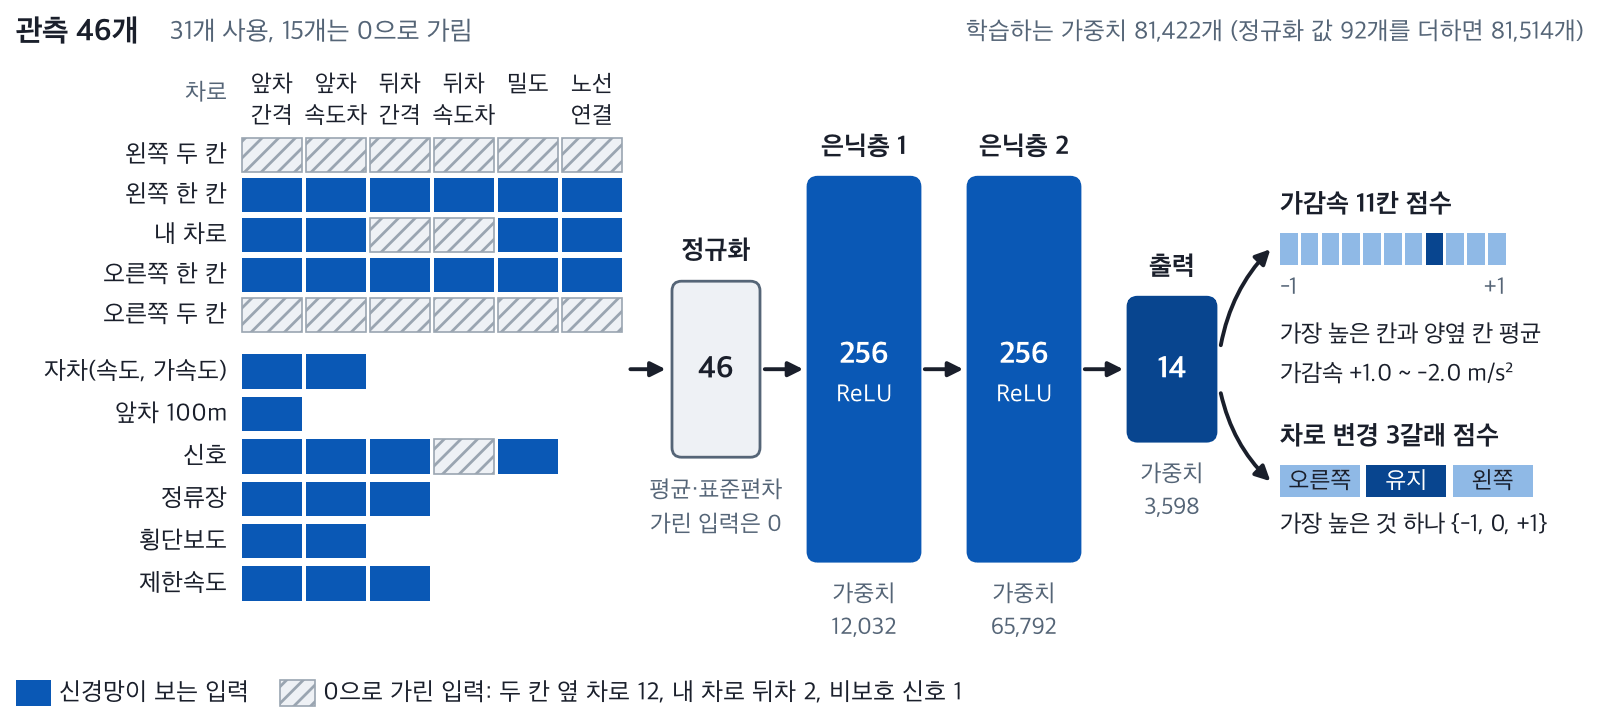 관측 46개 31개 사용, 15개는 0으로 가림
학습하는 가중치 81,422개 (정규화 값 92개를 더하면 81,514개)
차로
앞차 간격
앞차 속도차
뒤차 간격
뒤차 속도차
밀도
노선 연결
왼쪽 두 칸
왼쪽 한 칸
내 차로
오른쪽 한 칸
오른쪽 두 칸
자차(속도, 가속도)
앞차 100m
신호
정류장
횡단보도
제한속도
정규화
46
평균·표준편차
가린 입력은 0
은닉층 1
256
ReLU
가중치
12,032
은닉층 2
256
ReLU
가중치
65,792
출력
14
가중치
3,598
가감속 11칸 점수
-1 +1
가장 높은 칸과 양옆 칸 평균
가감속 +1.0 ~ -2.0 m/s²
차로 변경 3갈래 점수
오른쪽 유지 왼쪽
가장 높은 것 하나 {-1, 0, +1}
신경망이 보는 입력
0으로 가린 입력: 두 칸 옆 차로 12, 내 차로 뒤차 2, 비보호 신호 1